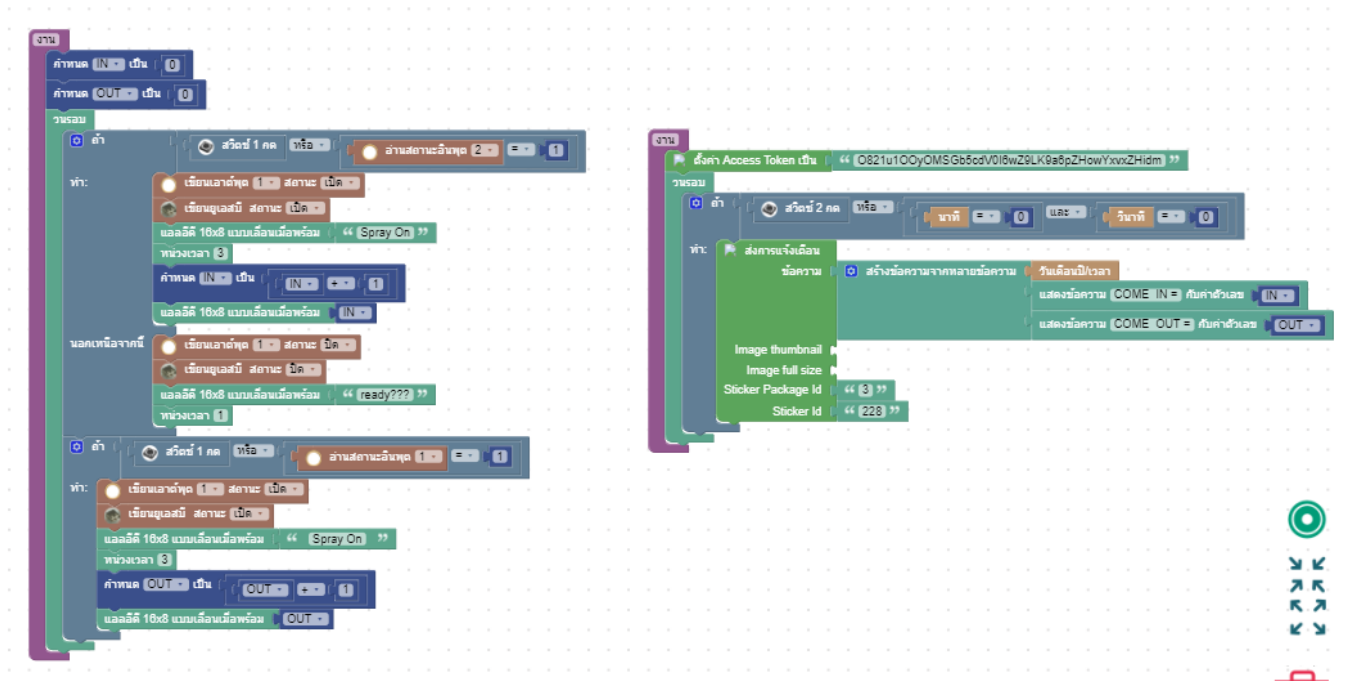 งาน
กำหนด IN เป็น 0
กำหนด OUT เป็น 0
วนรอบ
ถ้า สวิตช์ 1 กด หรือ อ่านสถานะอินพุต 2 = 1
ทำ: เขียนเอาต์พุต 1 สถานะ เปิด
เขียนยูเอสบี สถานะ เปิด
แอลอีดี 16x8 แบบเลื่อนเมื่อพร้อม “ Spray On ”
หน่วงเวลา 3
กำหนด IN เป็น IN + 1
แอลอีดี 16x8 แบบเลื่อนเมื่อพร้อม IN
นอกเหนือจากนี้ เขียนเอาต์พุต 1 สถานะ ปิด
เขียนยูเอสบี สถานะ ปิด
แอลอีดี 16x8 แบบเลื่อนเมื่อพร้อม “ ready??? ”
หน่วงเวลา 1
ถ้า สวิตช์ 1 กด หรือ อ่านสถานะอินพุต 1 = 1
ทำ: เขียนเอาต์พุต 1 สถานะ เปิด
เขียนยูเอสบี สถานะ เปิด
แอลอีดี 16x8 แบบเลื่อนเมื่อพร้อม “ Spray On ”
หน่วงเวลา 3
กำหนด OUT เป็น OUT + 1
แอลอีดี 16x8 แบบเลื่อนเมื่อพร้อม OUT
งาน
ตั้งค่า Access Token เป็น “ O821u1OOyOMSGb5cdV0I6wZ9LK9a6pZHowYxvxZHidm ”
วนรอบ
ถ้า สวิตช์ 2 กด หรือ นาที = 0 และ วินาที = 0
ทำ: ส่งการแจ้งเตือน
ข้อความ สร้างข้อความจากหลายข้อความ วันเดือนปี/เวลา
แสดงข้อความ COME IN = กับค่าตัวเลข IN
แสดงข้อความ COME OUT = กับค่าตัวเลข OUT
Image thumbnail
Image full size
Sticker Package Id “ 3 ”
Sticker Id “ 228 ”